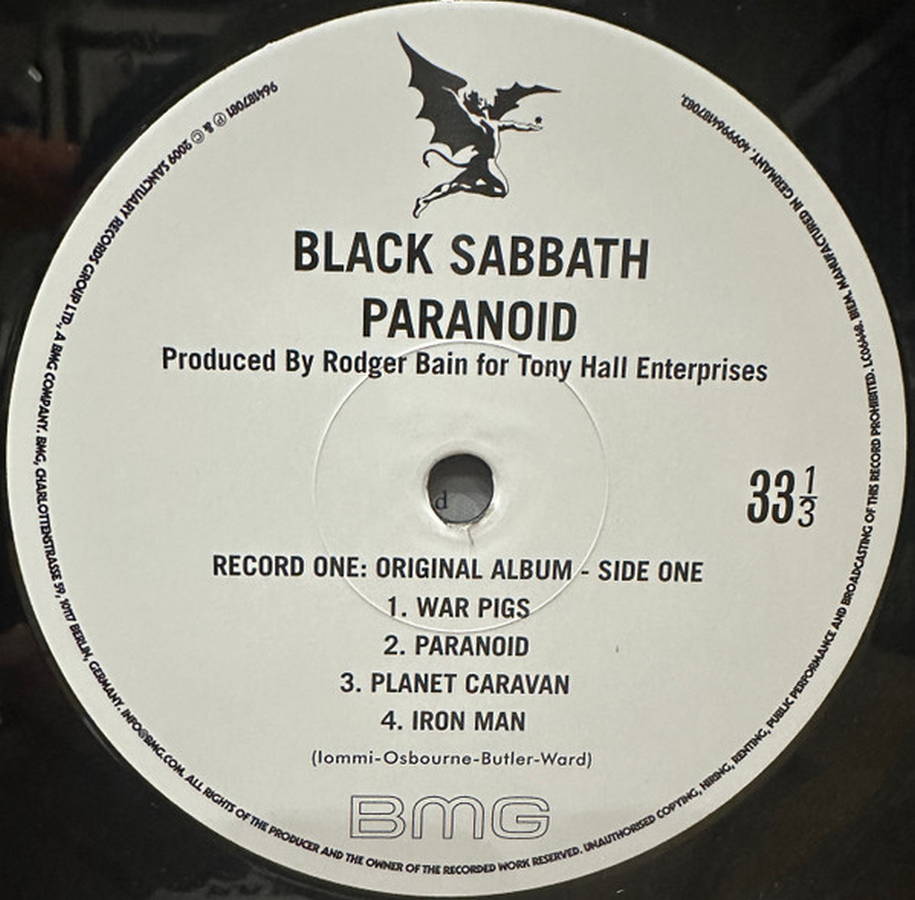 BLACK SABBATH
PARANOID
Produced By Rodger Bain for Tony Hall Enterprises
33 1/3
RECORD ONE: ORIGINAL ALBUM - SIDE ONE
1. WAR PIGS
2. PARANOID
3. PLANET CARAVAN
4. IRON MAN
(Iommi-Osbourne-Butler-Ward)
BMG
964187081 ℗ & © 2009 SANCTUARY RECORDS GROUP LTD., A BMG COMPANY. BMG, CHARLOTTENSTRASSE 59, 10117 BERLIN, GERMANY. INFO@BMG.COM. ALL RIGHTS OF THE PRODUCER AND THE OWNER OF THE RECORDED WORK RESERVED. UNAUTHORISED COPYING, HIRING, RENTING, PUBLIC PERFORMANCE AND BROADCASTING OF THIS RECORD PROHIBITED. BIEM. MANUFACTURED IN GERMANY.